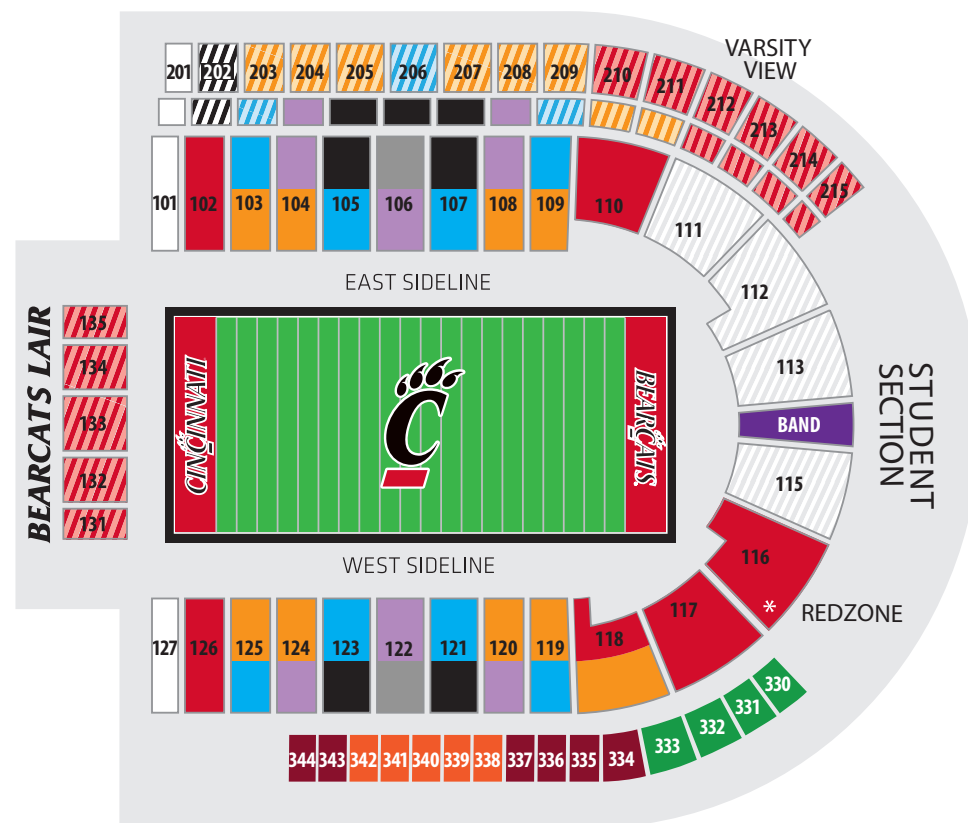 VARSITY
VIEW
201 202 203 204 205 206 207 208 209 210 211 212 213 214 215
101 102 103 104 105 106 107 108 109 110 111 112 113
EAST SIDELINE
BEARCATS LAIR
135
134
133
132
131
CINCINNATI
C
BEARCATS
BAND
STUDENT
SECTION
115
116
*
REDZONE
WEST SIDELINE
127 126 125 124 123 122 121 120 119 118 117
344 343 342 341 340 339 338 337 336 335 334 333 332 331 330